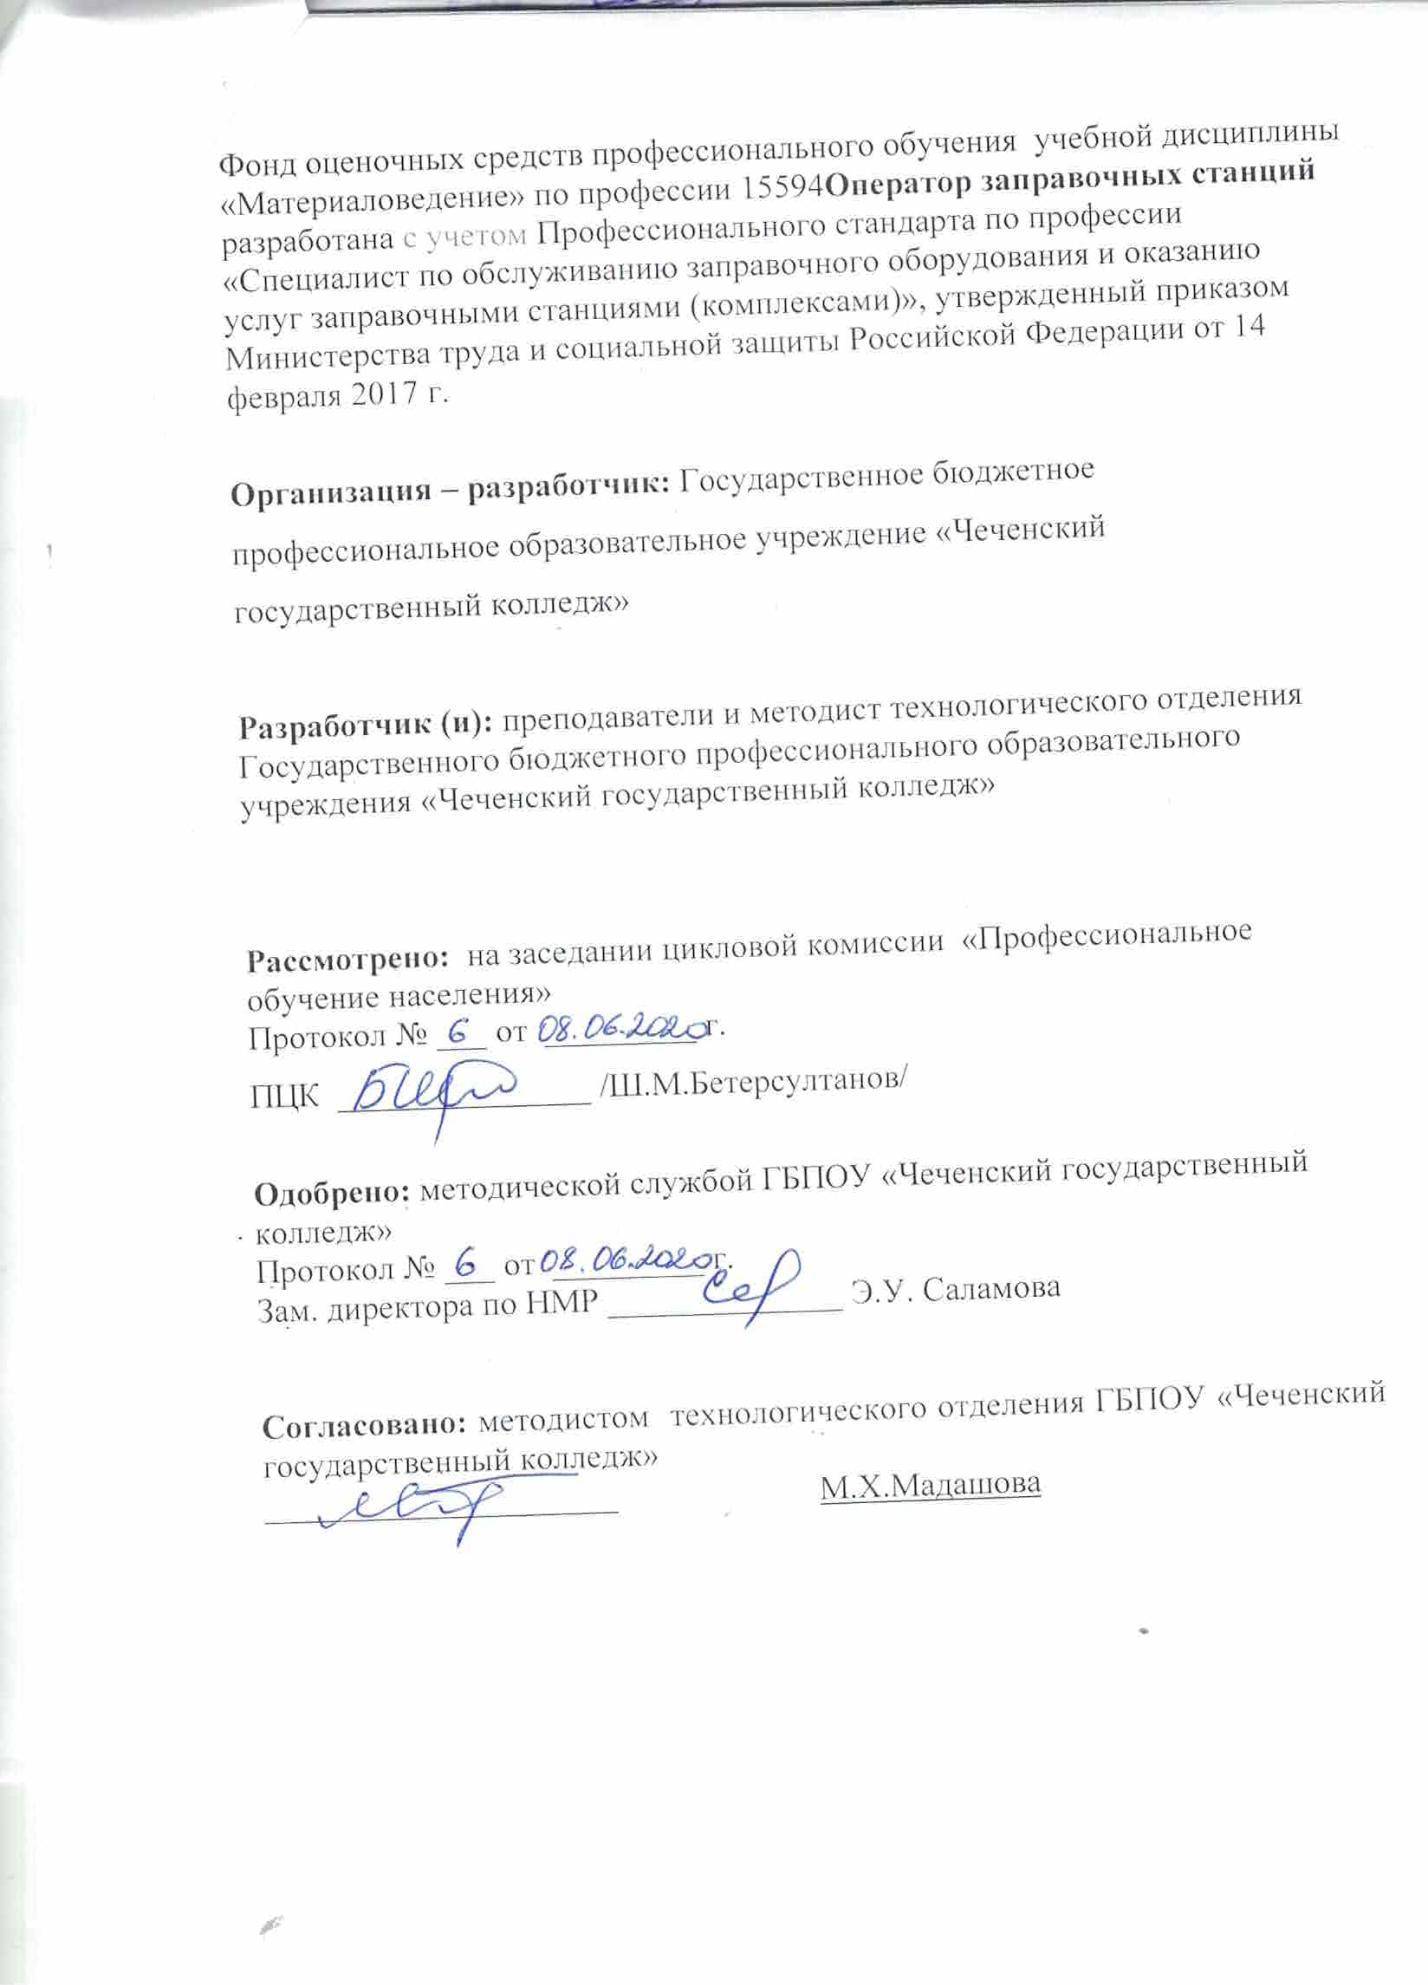 Фонд оценочных средств профессионального обучения учебной дисциплины
«Материаловедение» по профессии 15594Оператор заправочных станций
разработана с учетом Профессионального стандарта по профессии
«Специалист по обслуживанию заправочного оборудования и оказанию
услуг заправочными станциями (комплексами)», утвержденный приказом
Министерства труда и социальной защиты Российской Федерации от 14
февраля 2017 г.
Организация – разработчик: Государственное бюджетное
профессиональное образовательное учреждение «Чеченский
государственный колледж»
Разработчик (и): преподаватели и методист технологического отделения
Государственного бюджетного профессионального образовательного
учреждения «Чеченский государственный колледж»
Рассмотрено: на заседании цикловой комиссии «Профессиональное
обучение населения»
Протокол № 6 от 08.06.2020г.
ПЦК /Ш.М.Бетерсултанов/
Одобрено: методической службой ГБПОУ «Чеченский государственный
колледж»
Протокол № 6 от 08.06.2020г.
Зам. директора по НМР Э.У. Саламова
Согласовано: методистом технологического отделения ГБПОУ «Чеченский
государственный колледж»
М.Х.Мадашова